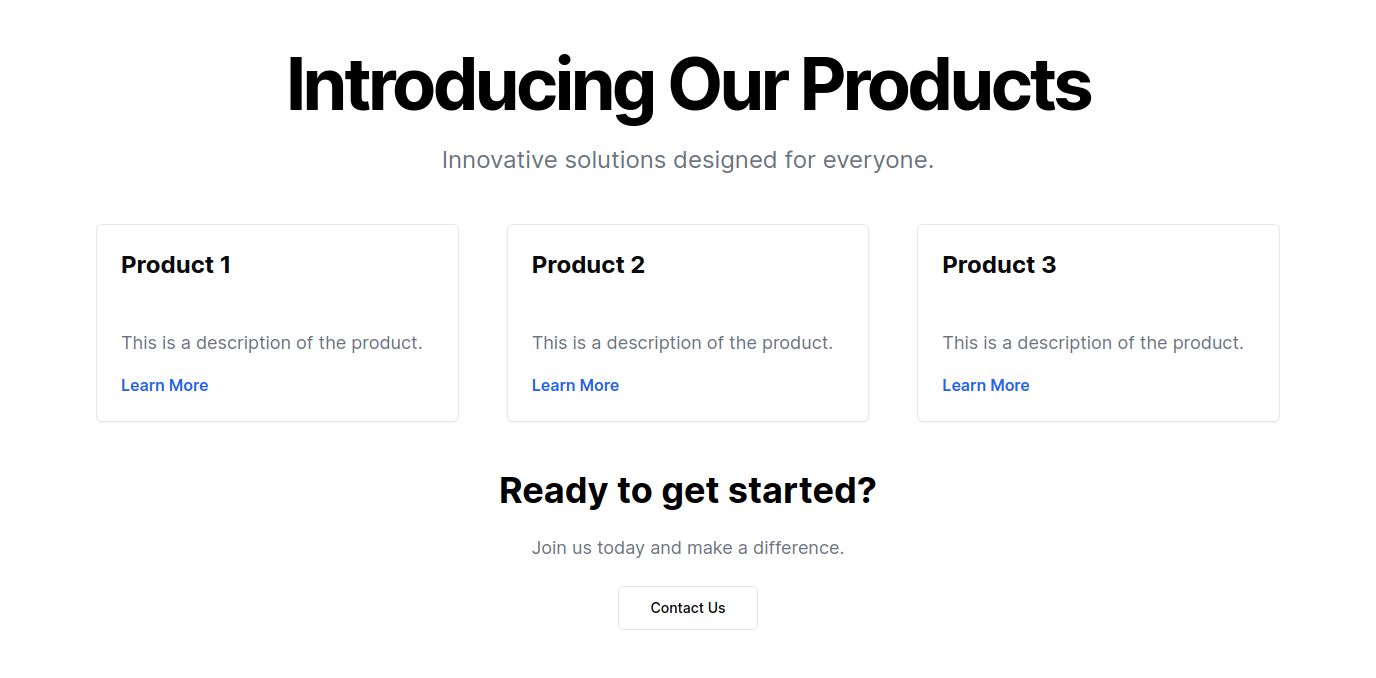 Introducing Our Products
Innovative solutions designed for everyone.
Product 1
This is a description of the product.
Learn More
Product 2
This is a description of the product.
Learn More
Product 3
This is a description of the product.
Learn More
Ready to get started?
Join us today and make a difference.
Contact Us